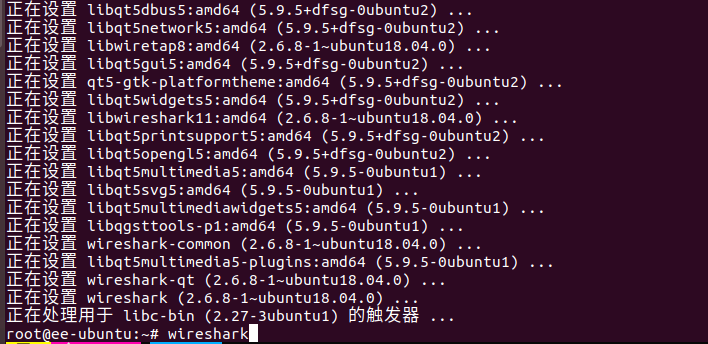 正在设置 libqt5dbus5:amd64 (5.9.5+dfsg-0ubuntu2) ...
正在设置 libqt5network5:amd64 (5.9.5+dfsg-0ubuntu2) ...
正在设置 libwiretap8:amd64 (2.6.8-1~ubuntu18.04.0) ...
正在设置 libqt5gui5:amd64 (5.9.5+dfsg-0ubuntu2) ...
正在设置 qt5-gtk-platformtheme:amd64 (5.9.5+dfsg-0ubuntu2) ...
正在设置 libqt5widgets5:amd64 (5.9.5+dfsg-0ubuntu2) ...
正在设置 libwireshark11:amd64 (2.6.8-1~ubuntu18.04.0) ...
正在设置 libqt5printsupport5:amd64 (5.9.5+dfsg-0ubuntu2) ...
正在设置 libqt5opengl5:amd64 (5.9.5+dfsg-0ubuntu2) ...
正在设置 libqt5multimedia5:amd64 (5.9.5-0ubuntu1) ...
正在设置 libqt5svg5:amd64 (5.9.5-0ubuntu1) ...
正在设置 libqt5multimediawidgets5:amd64 (5.9.5-0ubuntu1) ...
正在设置 libqgsttools-p1:amd64 (5.9.5-0ubuntu1) ...
正在设置 wireshark-common (2.6.8-1~ubuntu18.04.0) ...
正在设置 libqt5multimedia5-plugins:amd64 (5.9.5-0ubuntu1) ...
正在设置 wireshark-qt (2.6.8-1~ubuntu18.04.0) ...
正在设置 wireshark (2.6.8-1~ubuntu18.04.0) ...
正在处理用于 libc-bin (2.27-3ubuntu1) 的触发器 ...
root@ee-ubuntu:~# wireshark